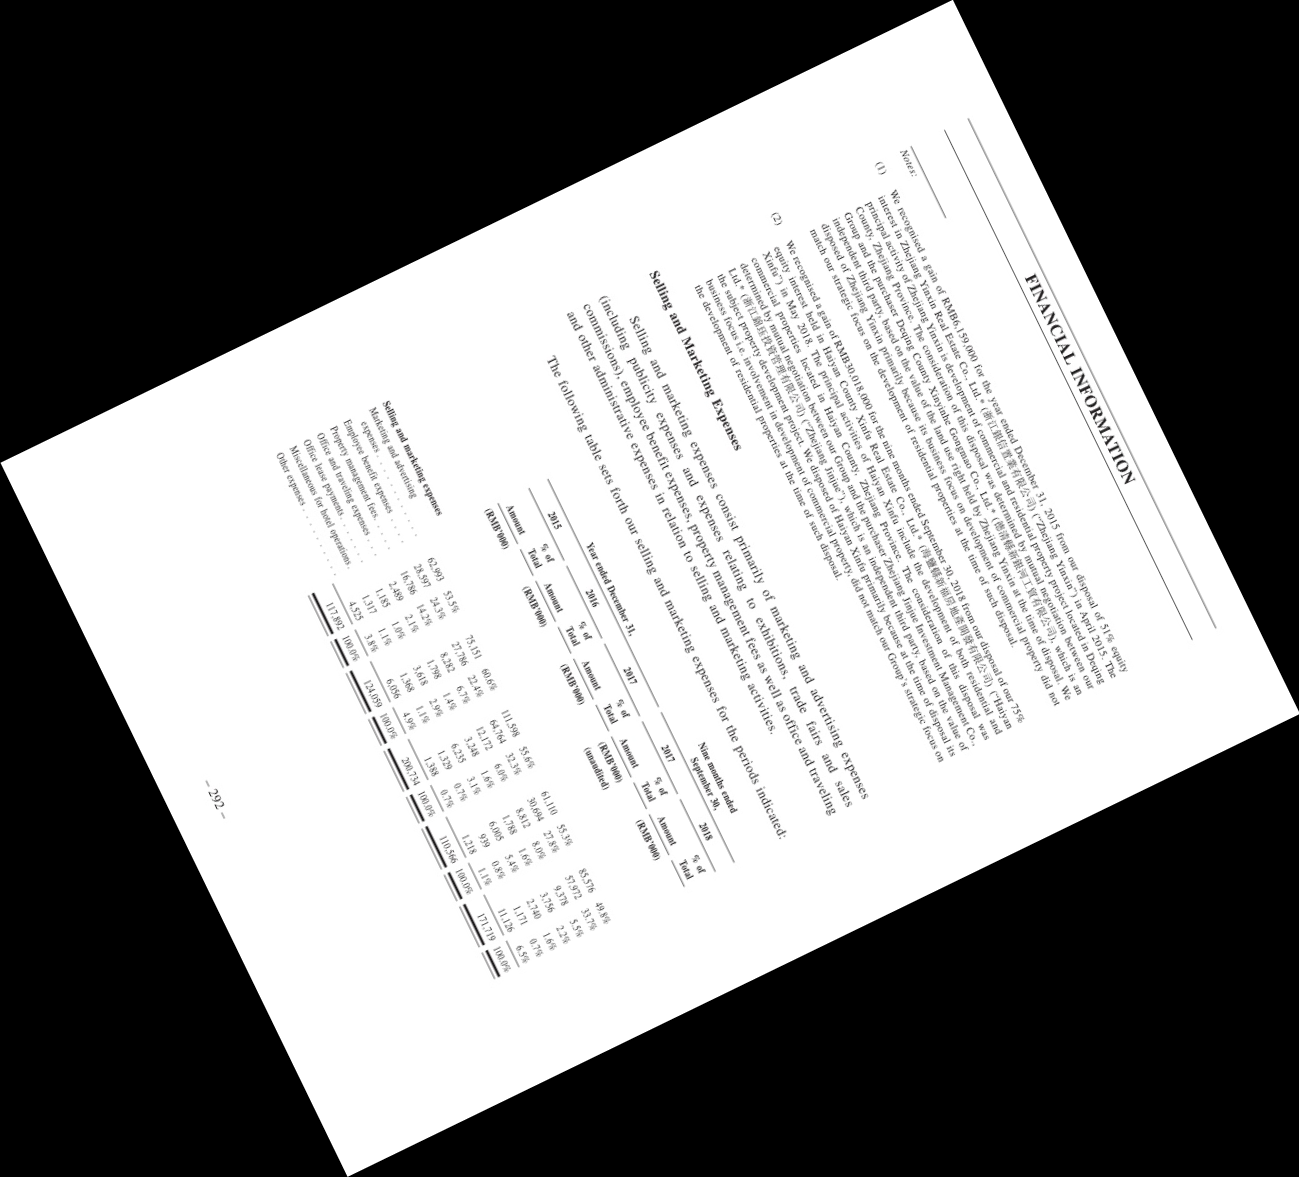 FINANCIAL INFORMATION
Notes:
(1) We recognised a gain of RMB6,159,000 for the year ended December 31, 2015 from our disposal of 51% equity
interest in Zhejiang Yinxin Real Estate Co., Ltd.* (浙江銀信置業有限公司) ("Zhejiang Yinxin") in April 2015. The
principal activity of Zhejiang Yinxin is development of commercial and residential property project located in Deqing
County, Zhejiang Province. The consideration of this disposal was determined by mutual negotiation between our
Group and the purchaser Deqing County Xinyinhe Gongmao Co., Ltd.* (德清縣新銀河工貿有限公司), which is an
independent third party, based on the value of the land use right held by Zhejiang Yinxin at the time of disposal. We
disposed of Zhejiang Yinxin primarily because its business focus on development of commercial property did not
match our strategic focus on the development of residential properties at the time of such disposal.
(2) We recognised a gain of RMB30,018,000 for the nine months ended September 30, 2018 from our disposal of our 75%
equity interest held in Haiyan County Xinfu Real Estate Co., Ltd.* (海鹽縣新福房地產開發有限公司) ("Haiyan
Xinfu") in May 2018. The principal activities of Haiyan Xinfu include the development of both residential and
commercial properties located in Haiyan County, Zhejiang Province. The consideration of this disposal was
determined by mutual negotiation between our Group and the purchaser Zhejiang Jinjue Investment Management Co.,
Ltd.* (浙江錦珏投資管理有限公司) ("Zhejiang Jinjue"), which is an independent third party, based on the value of
the subject property development project. We disposed of Haiyan Xinfu primarily because at the time of disposal its
business focus i.e. involvement in development of commercial property, did not match our Group's strategic focus on
the development of residential properties at the time of such disposal.
Selling and Marketing Expenses
Selling and marketing expenses consist primarily of marketing and advertising expenses
(including publicity expenses and expenses relating to exhibitions, trade fairs and sales
commissions), employee benefit expenses, property management fees as well as office and traveling
and other administrative expenses in relation to selling and marketing activities.
The following table sets forth our selling and marketing expenses for the periods indicated:
Year ended December 31, Nine months ended
September 30,
2015 2016 2017 2017 2018
Amount % of Total Amount % of Total Amount % of Total Amount % of Total Amount % of Total
(RMB'000) (RMB'000) (RMB'000) (RMB'000) (RMB'000)
(unaudited)
Selling and marketing expenses
Marketing and advertising
expenses . . . . . . . . . . . 62,993 53.5% 75,151 60.6% 111,598 55.6% 61,110 55.3% 85,576 49.8%
Employee benefit expenses . . . . . 28,597 24.3% 27,786 22.4% 64,764 32.3% 30,694 27.8% 57,972 33.7%
Property management fees. . . . . . 16,786 14.2% 8,282 6.7% 12,172 6.0% 8,812 8.0% 9,378 5.5%
Office and traveling expenses . . . 2,489 2.1% 1,798 1.4% 3,248 1.6% 1,788 1.6% 3,756 2.2%
Office lease payments . . . . . . . 1,185 1.0% 3,618 2.9% 6,235 3.1% 6,005 5.4% 2,740 1.6%
Miscellaneous for hotel operations. 1,317 1.1% 1,368 1.1% 1,329 0.7% 939 0.8% 1,171 0.7%
Other expenses . . . . . . . . . . 4,525 3.8% 6,056 4.9% 1,388 0.7% 1,218 1.1% 11,126 6.5%
117,892 100.0% 124,059 100.0% 200,734 100.0% 110,566 100.0% 171,719 100.0%
– 292 –